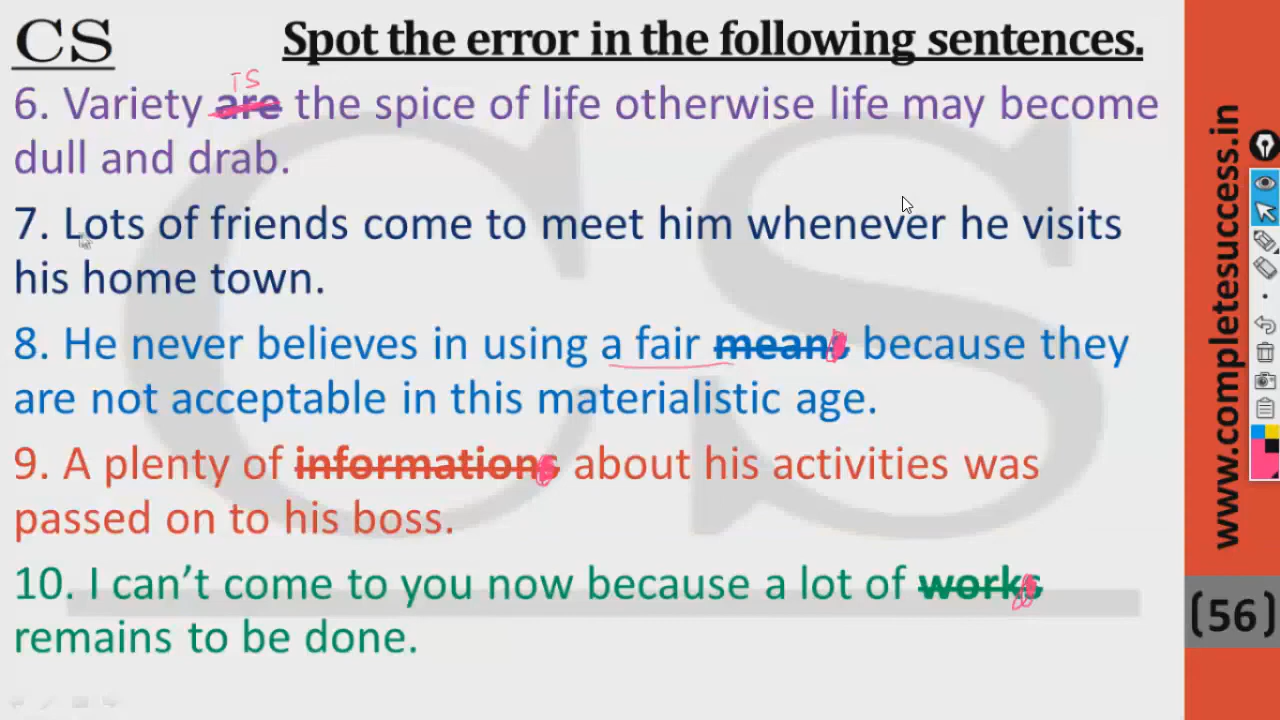 CS Spot the error in the following sentences.
IS
6. Variety are the spice of life otherwise life may become
dull and drab.
7. Lots of friends come to meet him whenever he visits
his home town.
8. He never believes in using a fair means because they
are not acceptable in this materialistic age.
9. A plenty of informations about his activities was
passed on to his boss.
10. I can’t come to you now because a lot of works
remains to be done.
www.completesuccess.in
(56)
CS